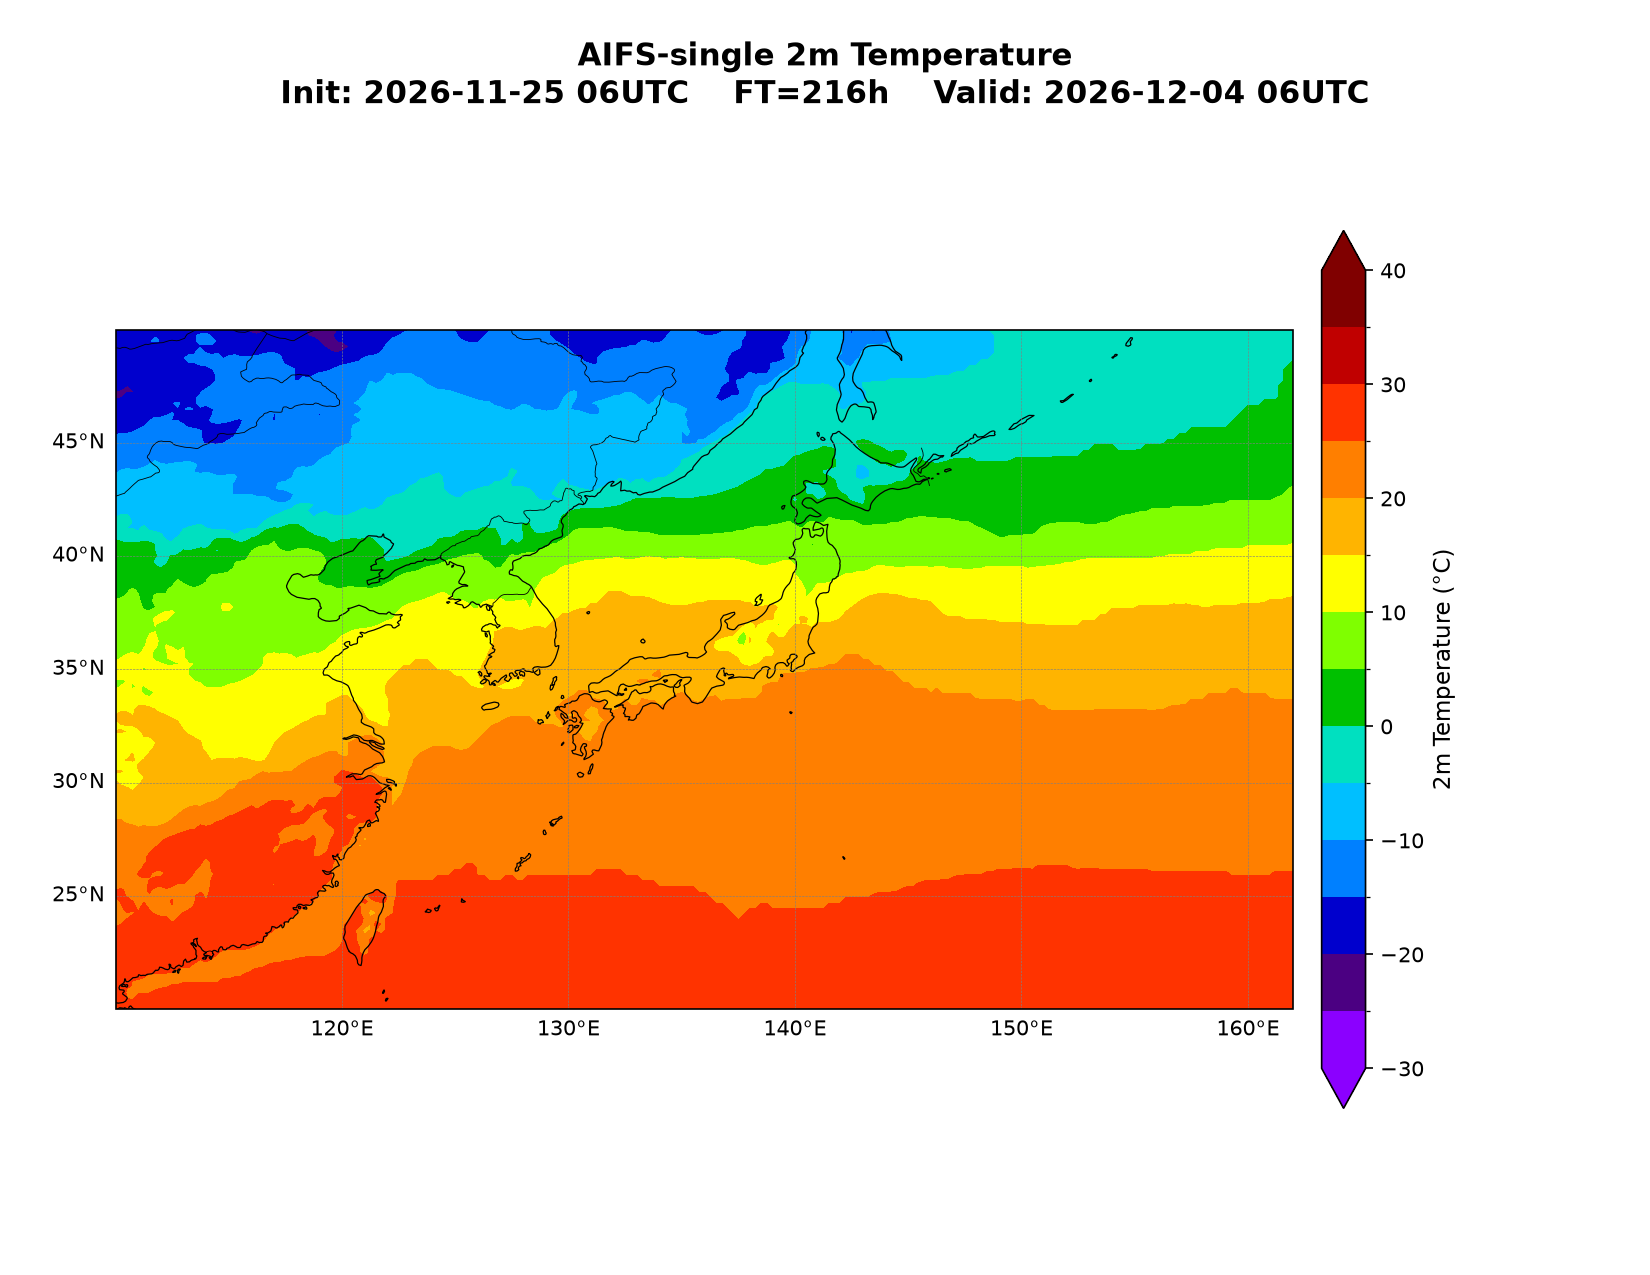 AIFS-single 2m Temperature
Init: 2026-11-25 06UTC    FT=216h    Valid: 2026-12-04 06UTC
45°N
40°N
35°N
30°N
25°N
120°E
130°E
140°E
150°E
160°E
40
30
20
10
0
−10
−20
−30
2m Temperature (°C)